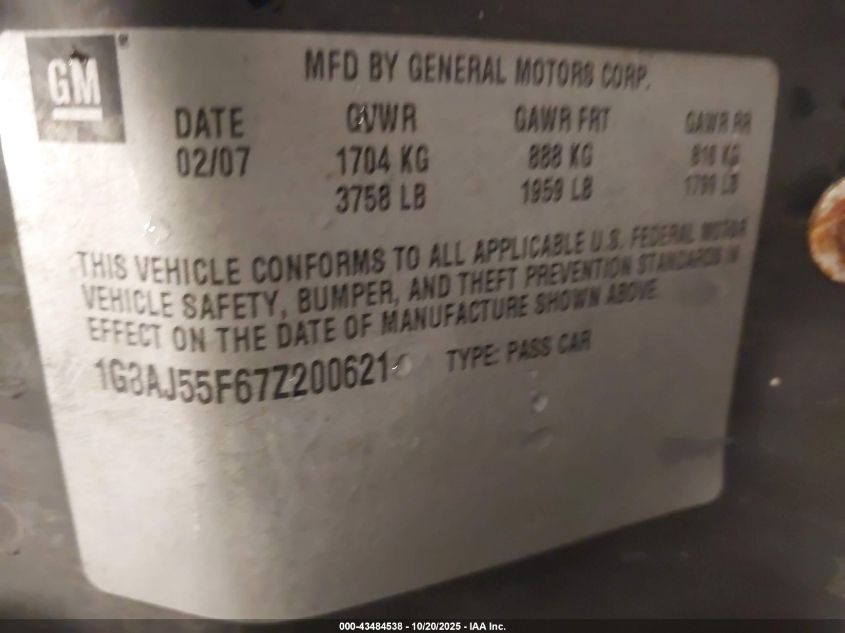 GM
MFD BY GENERAL MOTORS CORP.
DATE GVWR GAWR FRT GAWR RR
02/07 1704 KG 888 KG 816 KG
3758 LB 1959 LB 1799 LB
THIS VEHICLE CONFORMS TO ALL APPLICABLE U.S. FEDERAL MOTOR
VEHICLE SAFETY, BUMPER, AND THEFT PREVENTION STANDARDS IN
EFFECT ON THE DATE OF MANUFACTURE SHOWN ABOVE.
1G8AJ55F67Z200621 TYPE: PASS CAR
000-43484538 - 10/20/2025 - IAA Inc.